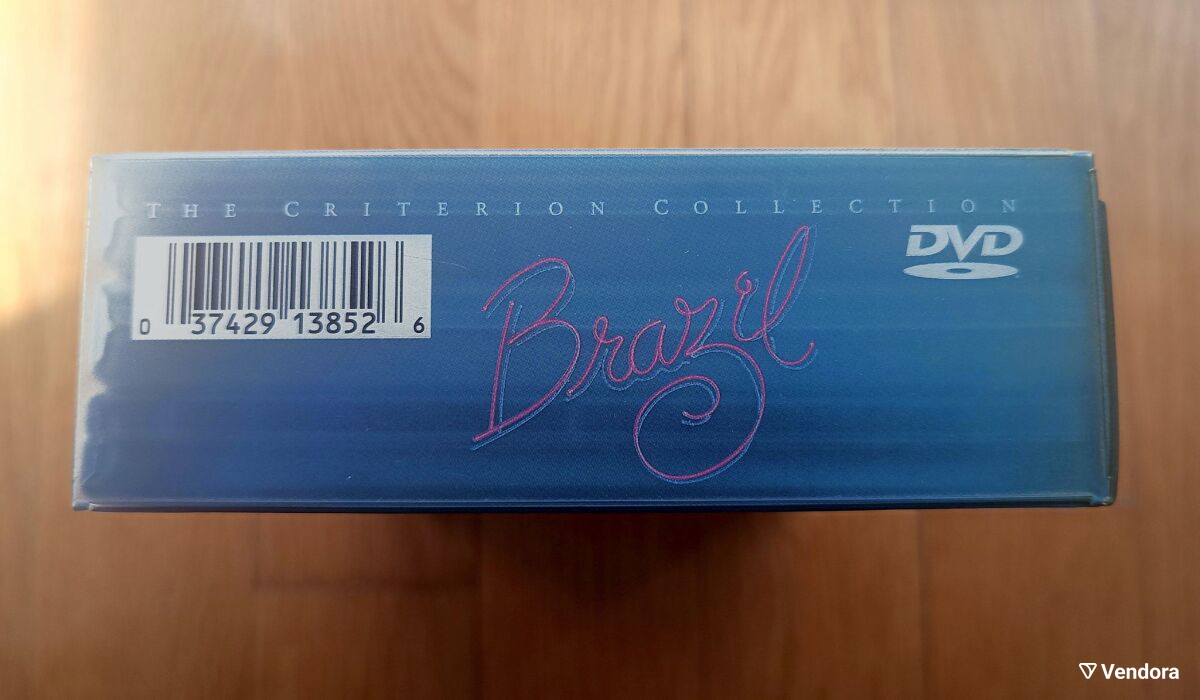 THE CRITERION COLLECTION
DVD
0 37429 13852 6
Brazil
Vendora